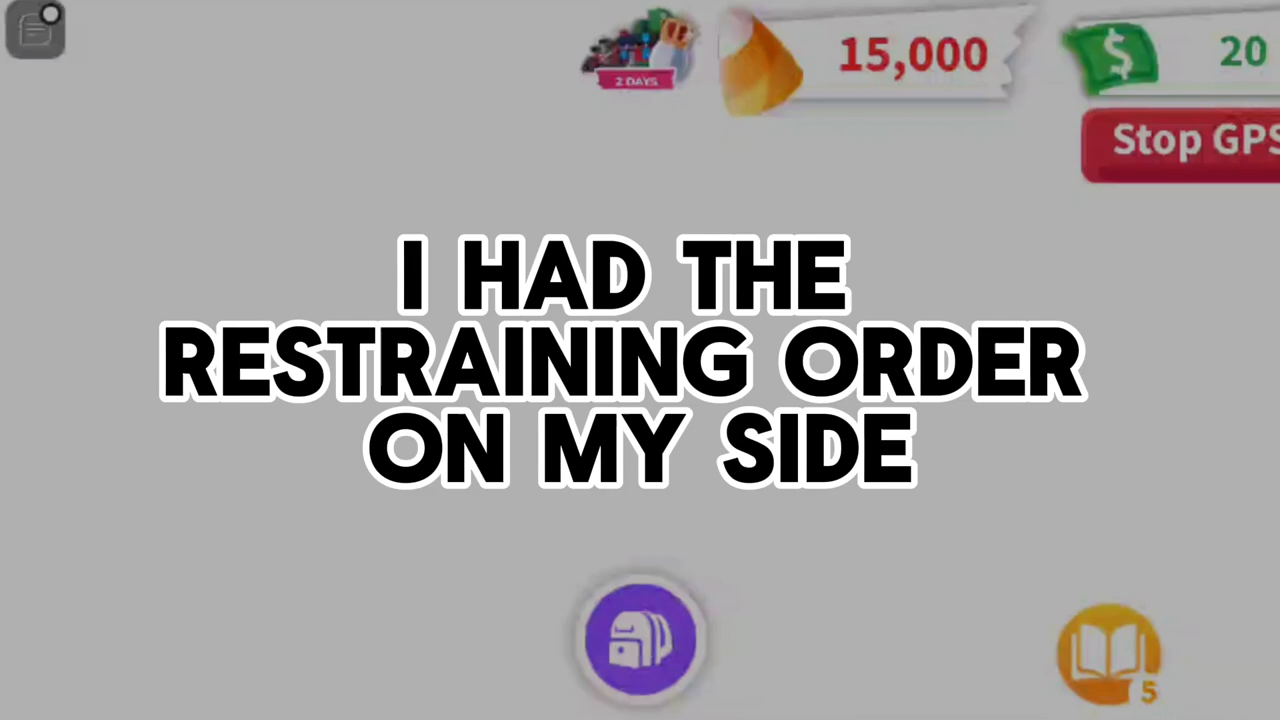 2 DAYS
15,000
20
Stop GPS
I HAD THE
RESTRAINING ORDER
ON MY SIDE
5